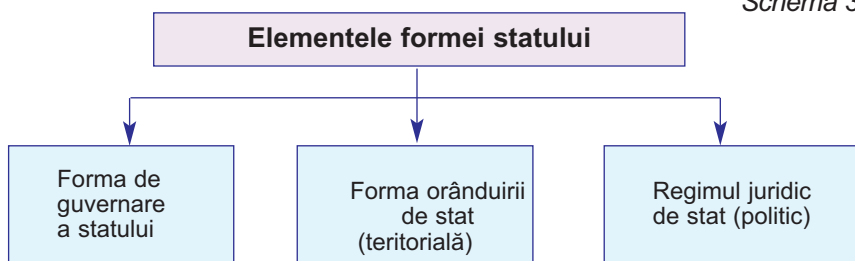 Schema 3
Elementele formei statului
Forma de
guvernare
a statului
Forma orânduirii
de stat
(teritorială)
Regimul juridic
de stat (politic)